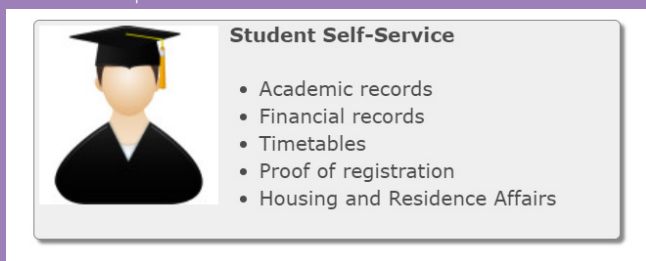 Student Self-Service
• Academic records
• Financial records
• Timetables
• Proof of registration
• Housing and Residence Affairs